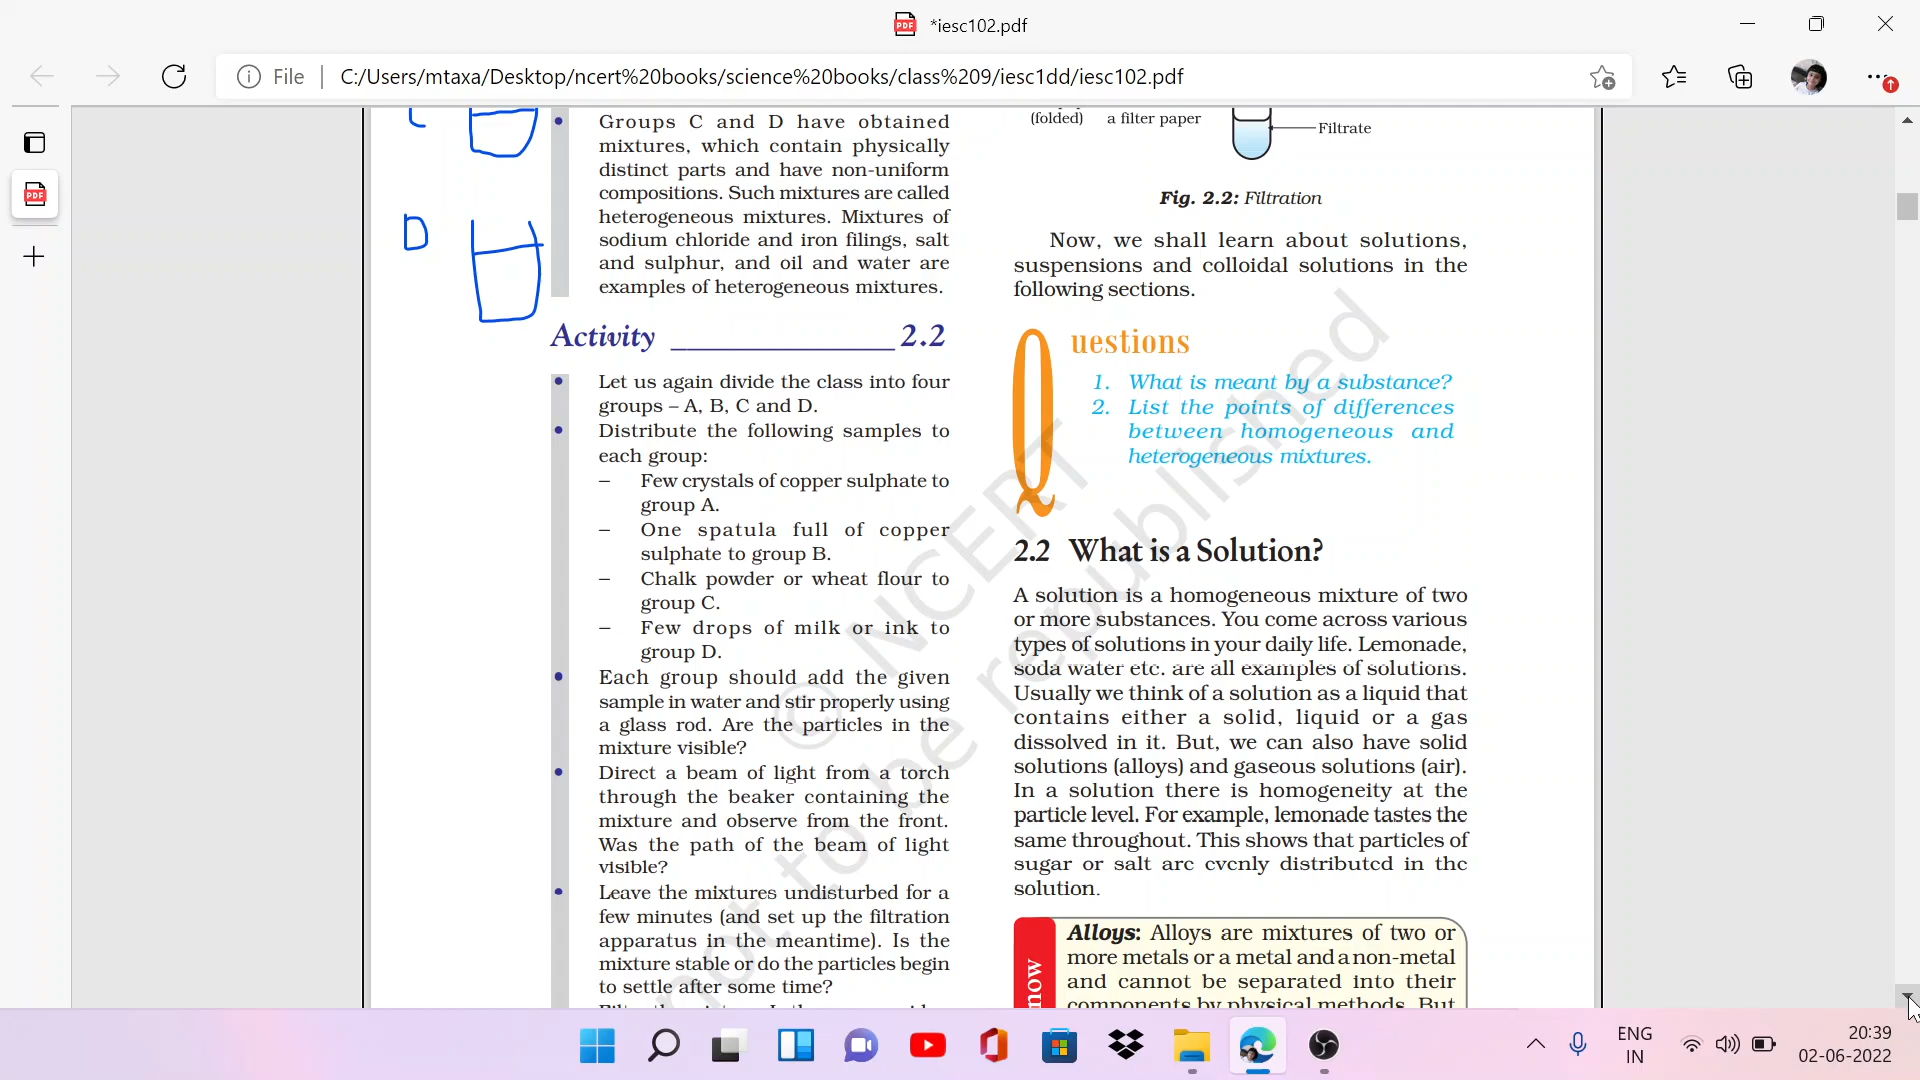 *iesc102.pdf
File
C:/Users/mtaxa/Desktop/ncert%20books/science%20books/class%209/iesc1dd/iesc102.pdf
D
• Groups C and D have obtained
mixtures, which contain physically
distinct parts and have non-uniform
compositions. Such mixtures are called
heterogeneous mixtures. Mixtures of
sodium chloride and iron filings, salt
and sulphur, and oil and water are
examples of heterogeneous mixtures.
Activity ________________ 2.2
• Let us again divide the class into four
groups – A, B, C and D.
• Distribute the following samples to
each group:
– Few crystals of copper sulphate to
group A.
– One spatula full of copper
sulphate to group B.
– Chalk powder or wheat flour to
group C.
– Few drops of milk or ink to
group D.
• Each group should add the given
sample in water and stir properly using
a glass rod. Are the particles in the
mixture visible?
• Direct a beam of light from a torch
through the beaker containing the
mixture and observe from the front.
Was the path of the beam of light
visible?
• Leave the mixtures undisturbed for a
few minutes (and set up the filtration
apparatus in the meantime). Is the
mixture stable or do the particles begin
to settle after some time?
(folded) a filter paper
Filtrate
Fig. 2.2: Filtration
Now, we shall learn about solutions,
suspensions and colloidal solutions in the
following sections.
Questions
1. What is meant by a substance?
2. List the points of differences
between homogeneous and
heterogeneous mixtures.
2.2 What is a Solution?
A solution is a homogeneous mixture of two
or more substances. You come across various
types of solutions in your daily life. Lemonade,
soda water etc. are all examples of solutions.
Usually we think of a solution as a liquid that
contains either a solid, liquid or a gas
dissolved in it. But, we can also have solid
solutions (alloys) and gaseous solutions (air).
In a solution there is homogeneity at the
particle level. For example, lemonade tastes the
same throughout. This shows that particles of
sugar or salt are evenly distributed in the
solution.
now
Alloys: Alloys are mixtures of two or
more metals or a metal and a non-metal
and cannot be separated into their
components by physical methods. But
© NCERT
not to be republished
ENG
IN
20:39
02-06-2022